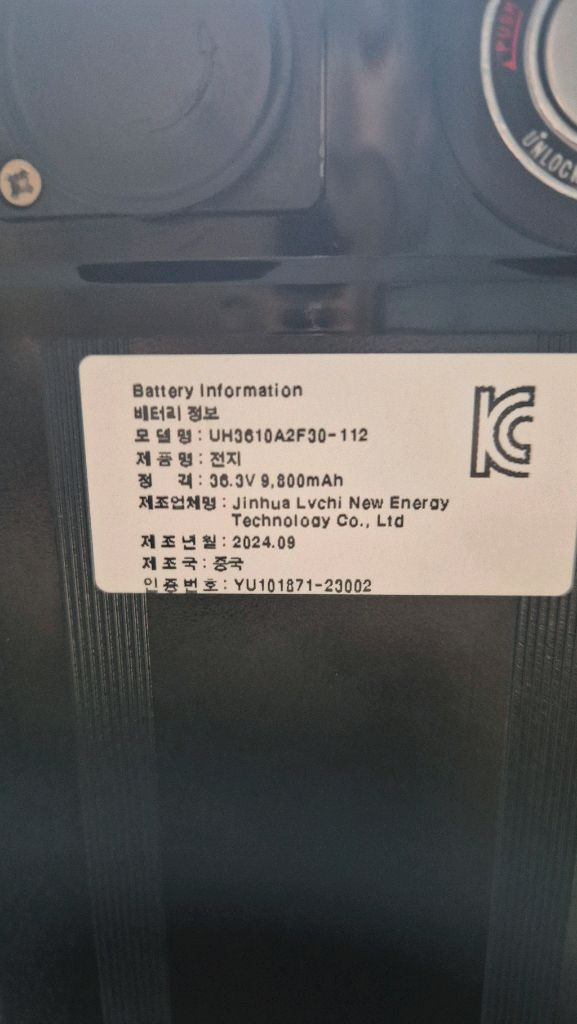 PUSH
UNLOCK
Battery Information
배터리 정보
모 델 명 : UH3610A2F30-112
제 품 명 : 전지
정 격 : 36.3V 9,800mAh
제조업체명 : Jinhua Lvchi New Energy
Technology Co., Ltd
제 조 년 월 : 2024.09
제 조 국 : 중국
인 증 번 호 : YU101871-23002